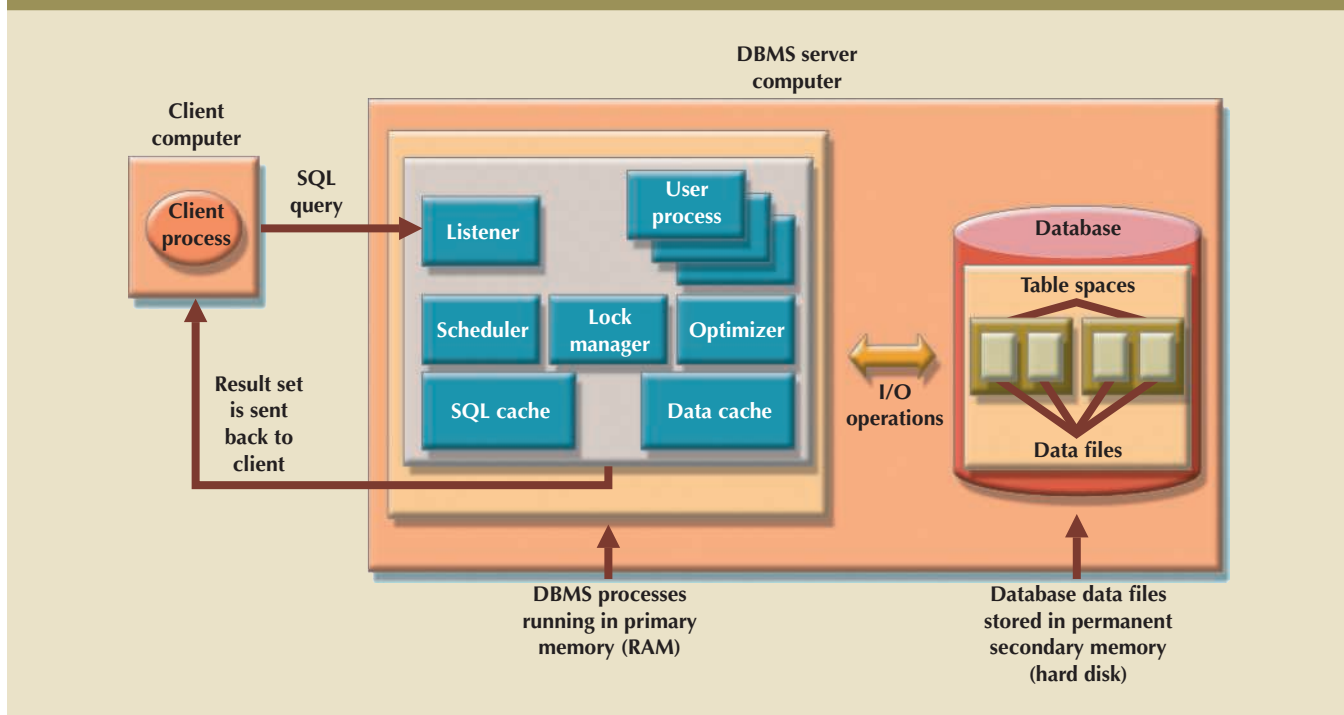 DBMS server
computer
Client
computer
SQL
query
Client
process
Listener
User
process
Database
Table spaces
Scheduler
Lock
manager
Optimizer
SQL cache
Data cache
I/O
operations
Data files
Result set
is sent
back to
client
DBMS processes
running in primary
memory (RAM)
Database data files
stored in permanent
secondary memory
(hard disk)